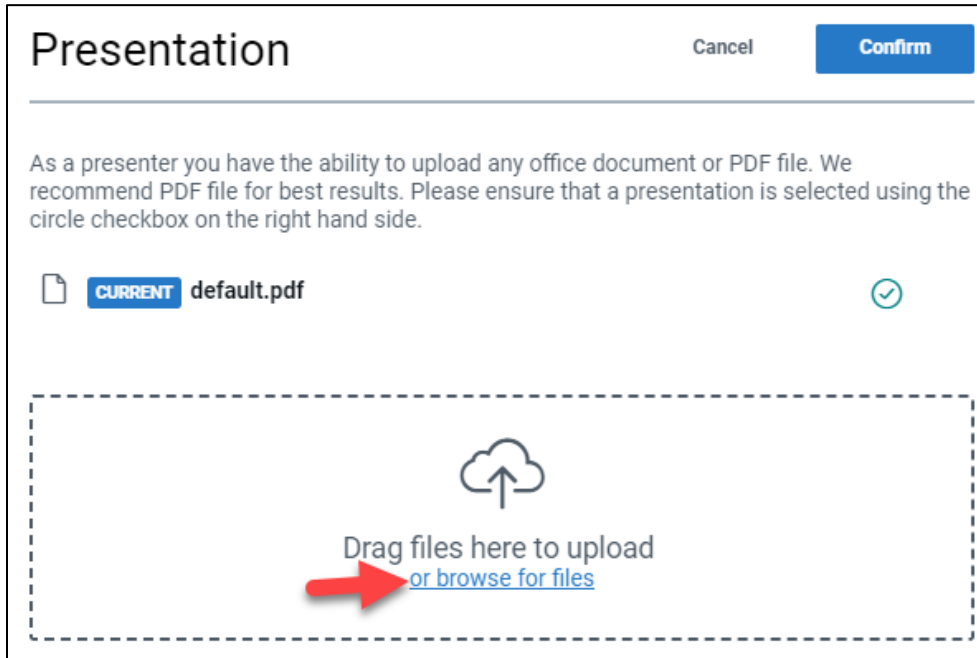 Presentation
Cancel
Confirm
As a presenter you have the ability to upload any office document or PDF file. We
recommend PDF file for best results. Please ensure that a presentation is selected using the
circle checkbox on the right hand side.
CURRENT default.pdf
Drag files here to upload
or browse for files